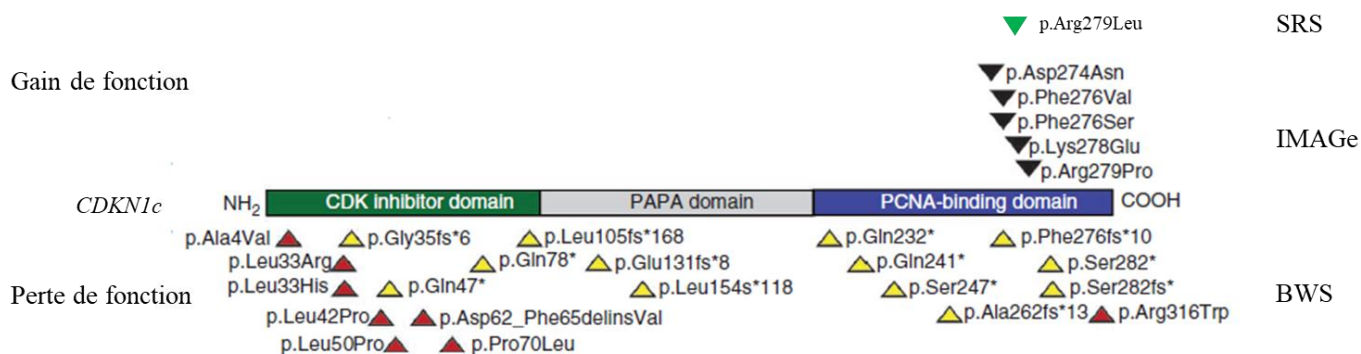 p.Arg279Leu SRS
Gain de fonction
p.Asp274Asn
p.Phe276Val
p.Phe276Ser
p.Lys278Glu
IMAGe
p.Arg279Pro
CDKN1c NH2 CDK inhibitor domain PAPA domain PCNA-binding domain COOH
p.Ala4Val p.Gly35fs*6 p.Leu105fs*168 p.Gln232* p.Phe276fs*10
p.Leu33Arg p.Gln78* p.Glu131fs*8 p.Gln241* p.Ser282*
Perte de fonction p.Leu33His p.Gln47* p.Leu154s*118 p.Ser247* p.Ser282fs* BWS
p.Leu42Pro p.Asp62_Phe65delinsVal p.Ala262fs*13 p.Arg316Trp
p.Leu50Pro p.Pro70Leu